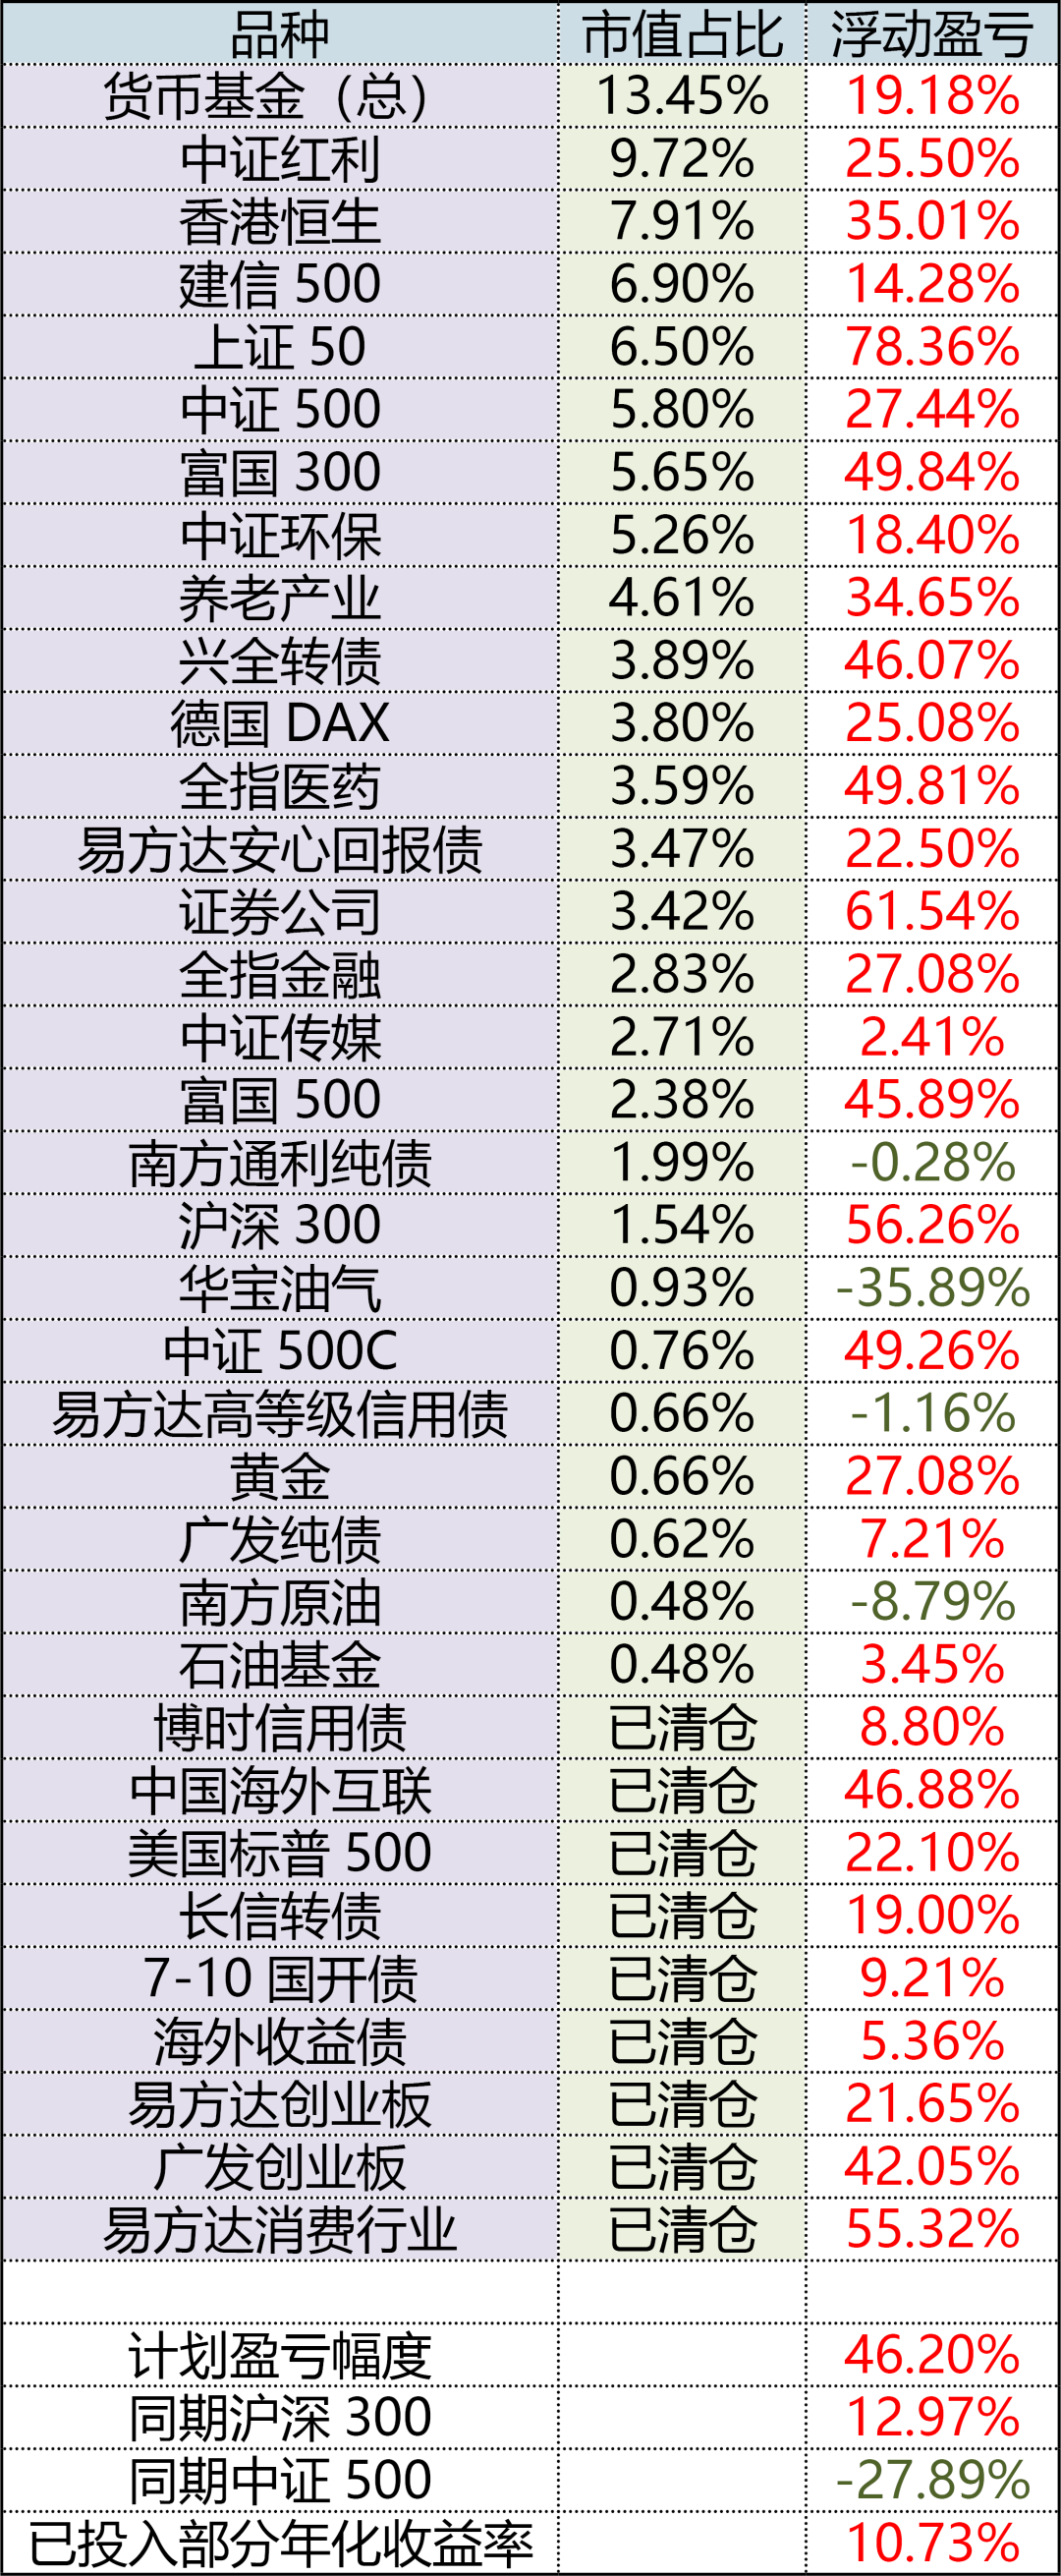 品种 市值占比 浮动盈亏
货币基金（总） 13.45% 19.18%
中证红利 9.72% 25.50%
香港恒生 7.91% 35.01%
建信 500 6.90% 14.28%
上证 50 6.50% 78.36%
中证 500 5.80% 27.44%
富国 300 5.65% 49.84%
中证环保 5.26% 18.40%
养老产业 4.61% 34.65%
兴全转债 3.89% 46.07%
德国 DAX 3.80% 25.08%
全指医药 3.59% 49.81%
易方达安心回报债 3.47% 22.50%
证券公司 3.42% 61.54%
全指金融 2.83% 27.08%
中证传媒 2.71% 2.41%
富国 500 2.38% 45.89%
南方通利纯债 1.99% -0.28%
沪深 300 1.54% 56.26%
华宝油气 0.93% -35.89%
中证 500C 0.76% 49.26%
易方达高等级信用债 0.66% -1.16%
黄金 0.66% 27.08%
广发纯债 0.62% 7.21%
南方原油 0.48% -8.79%
石油基金 0.48% 3.45%
博时信用债 已清仓 8.80%
中国海外互联 已清仓 46.88%
美国标普 500 已清仓 22.10%
长信转债 已清仓 19.00%
7-10 国开债 已清仓 9.21%
海外收益债 已清仓 5.36%
易方达创业板 已清仓 21.65%
广发创业板 已清仓 42.05%
易方达消费行业 已清仓 55.32%
计划盈亏幅度 46.20%
同期沪深 300 12.97%
同期中证 500 -27.89%
已投入部分年化收益率 10.73%